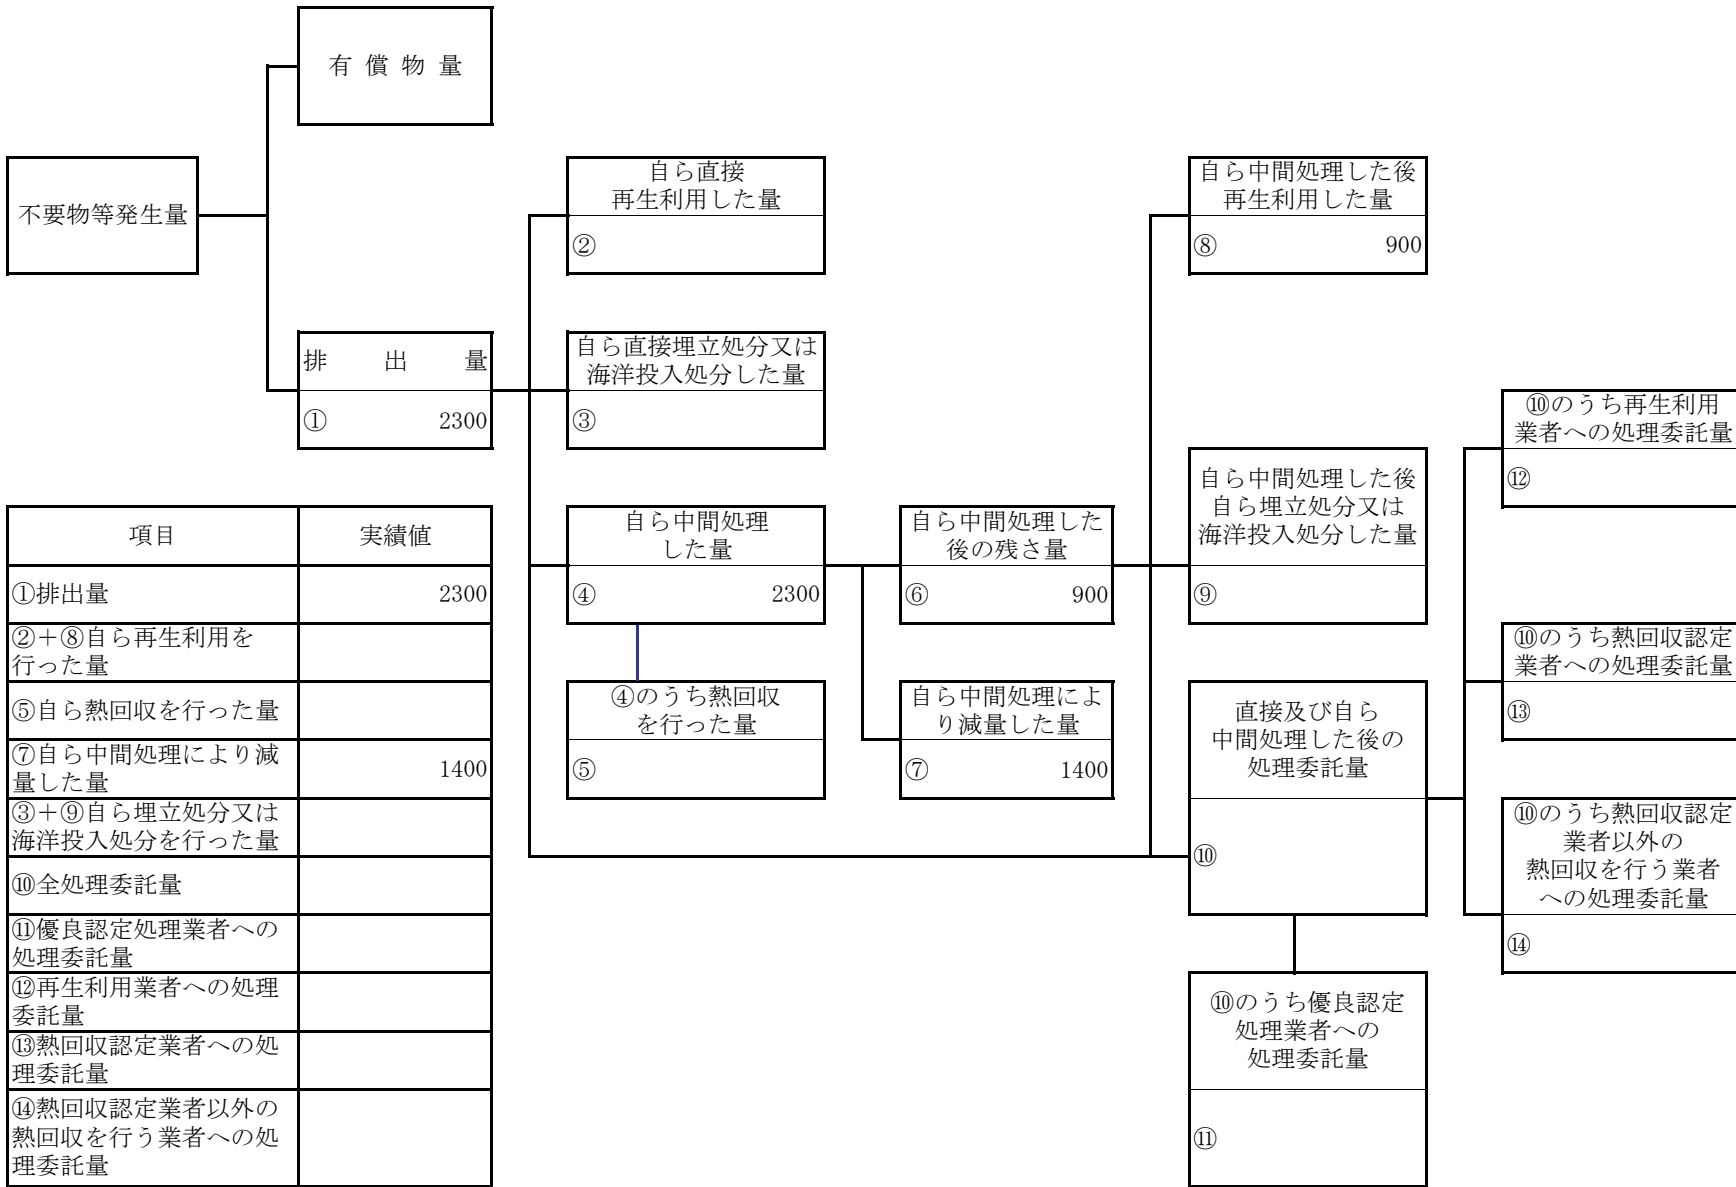 有 償 物 量
不要物等発生量
自ら直接
再生利用した量
②
自ら中間処理した後
再生利用した量
⑧ 900
排 出 量
① 2300
自ら直接埋立処分又は
海洋投入処分した量
③
⑩のうち再生利用
業者への処理委託量
⑫
自ら中間処理した後
自ら埋立処分又は
海洋投入処分した量
⑨
自ら中間処理
した量
④ 2300
自ら中間処理した
後の残さ量
⑥ 900
⑩のうち熱回収認定
業者への処理委託量
⑬
④のうち熱回収
を行った量
⑤
自ら中間処理によ
り減量した量
⑦ 1400
直接及び自ら
中間処理した後の
処理委託量
⑩
⑩のうち熱回収認定
業者以外の
熱回収を行う業者
への処理委託量
⑭
⑩のうち優良認定
処理業者への
処理委託量
⑪
項目 実績値
①排出量 2300
②＋⑧自ら再生利用を
行った量
⑤自ら熱回収を行った量
⑦自ら中間処理により減
量した量 1400
③＋⑨自ら埋立処分又は
海洋投入処分を行った量
⑩全処理委託量
⑪優良認定処理業者への
処理委託量
⑫再生利用業者への処理
委託量
⑬熱回収認定業者への処
理委託量
⑭熱回収認定業者以外の
熱回収を行う業者への処
理委託量